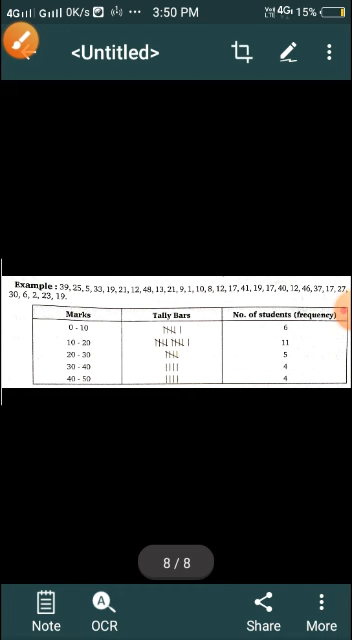 4G G 0K/s ••• 3:50 PM Vo) LTE 4G 15%
<Untitled>
Example : 39, 25, 5, 33, 19, 21, 12, 48, 13, 21, 9, 1, 10, 8, 12, 17, 41, 19, 17, 40, 12, 46, 37, 17, 27,
30, 6, 2, 23, 19.
Marks Tally Bars No. of students (frequency)
0 - 10 6
10 - 20 11
20 - 30 5
30 - 40 4
40 - 50 4
8 / 8
Note OCR Share More